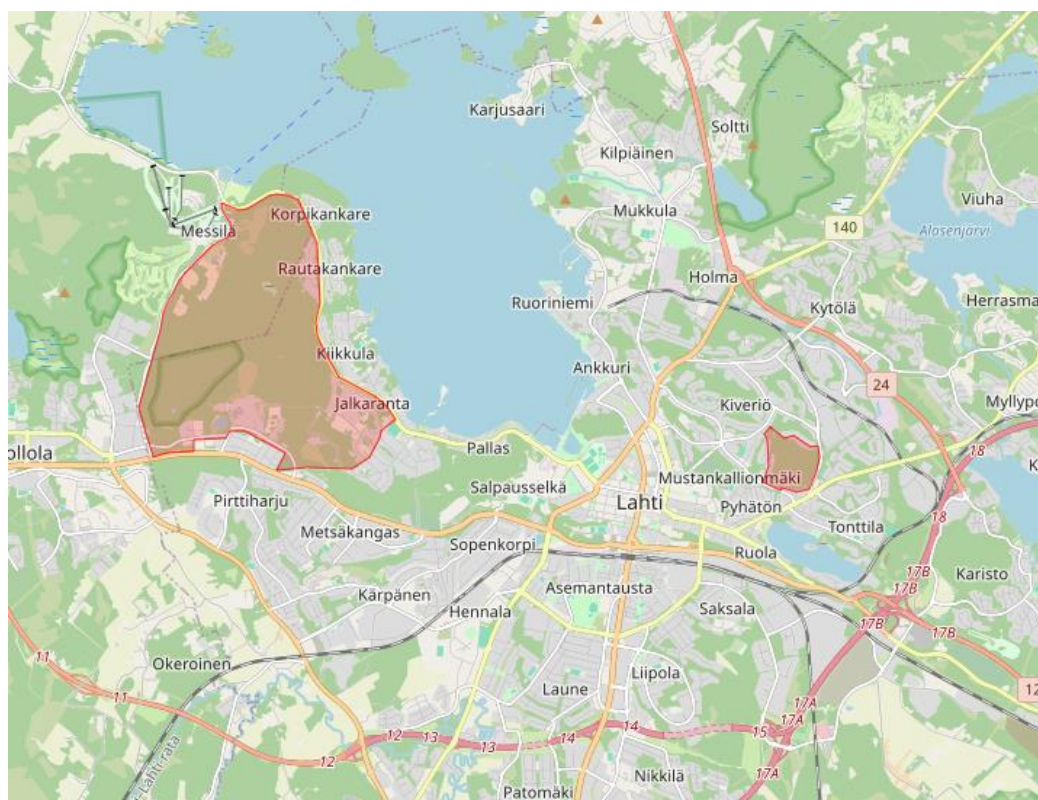 Karjusaari
Soltti
Kilpiäinen
Viuha
Mukkula
Korpikankare
140
Messilä
Alasenjärvi
Rautakankare
Holma
Ruoriniemi
Kytölä
Herrasma
Kiikkula
Ankkuri
24
Jalkaranta
Kiveriö
Myllypo
Pallas
18
ollola
K
Mustankallionmäki
Salpausselkä
Pirttiharju
Lahti
Pyhätön
18
Metsäkangas
Tonttila
Sopenkorpi
Ruola
17B
Karisto
Asemantausta
17B
Kärpänen
Saksala
Hennala
17B
17B
11
Okeroinen
Liipola
Laune
12
17A
11
12
13
13
14
14
15
17A
12
17A
Nikkilä
-Lahti rata
Patomäki